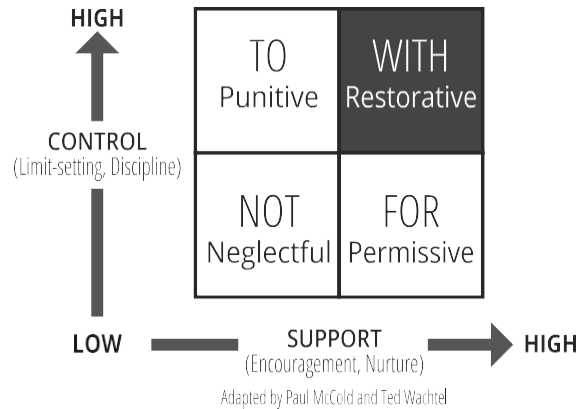 HIGH
TO
Punitive
WITH
Restorative
CONTROL
(Limit-setting, Discipline)
NOT
Neglectful
FOR
Permissive
LOW
SUPPORT
(Encouragement, Nurture)
HIGH
Adapted by Paul McCold and Ted Wachtel